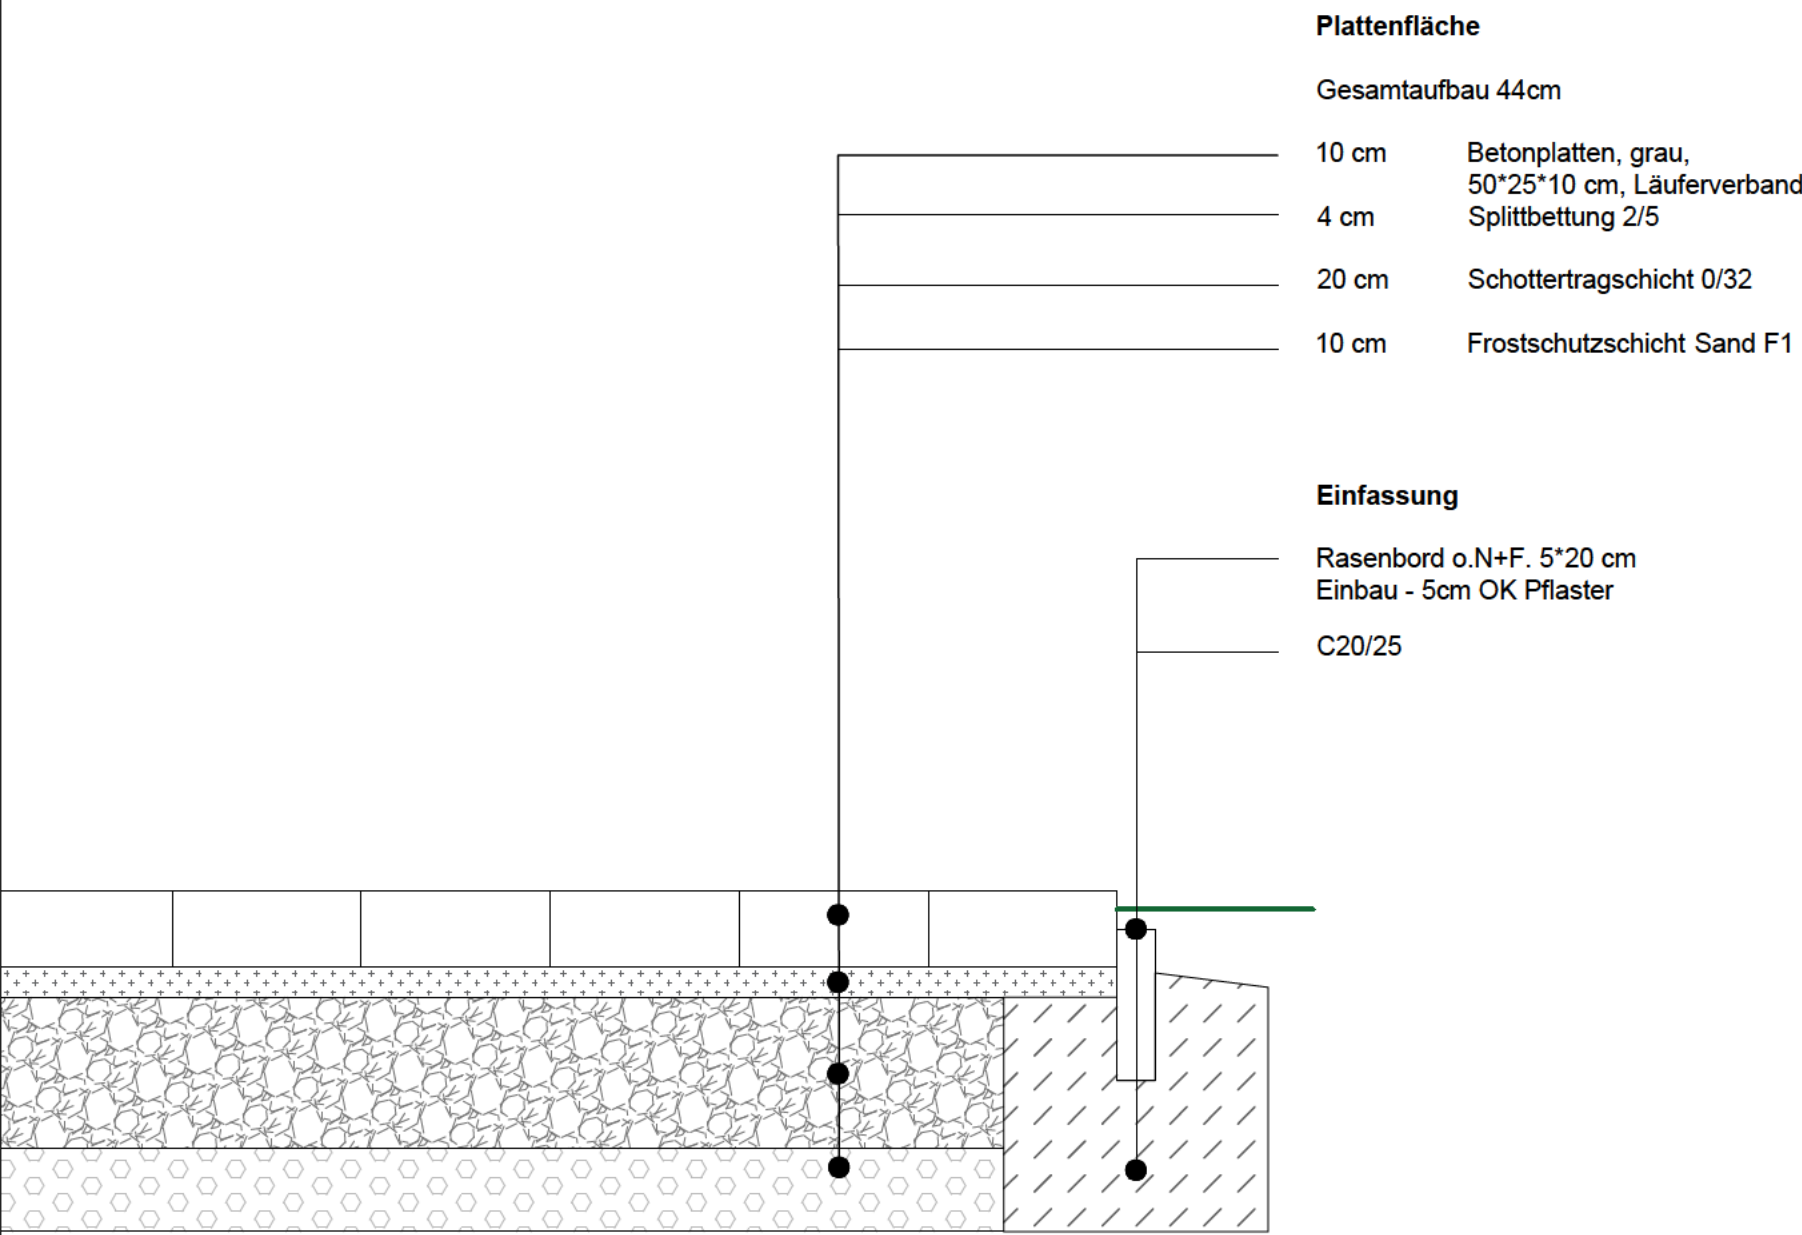 Plattenfläche
Gesamtaufbau 44cm
10 cm Betonplatten, grau,
50*25*10 cm, Läuferverband
4 cm Splittbettung 2/5
20 cm Schottertragschicht 0/32
10 cm Frostschutzschicht Sand F1
Einfassung
Rasenbord o.N+F. 5*20 cm
Einbau - 5cm OK Pflaster
C20/25